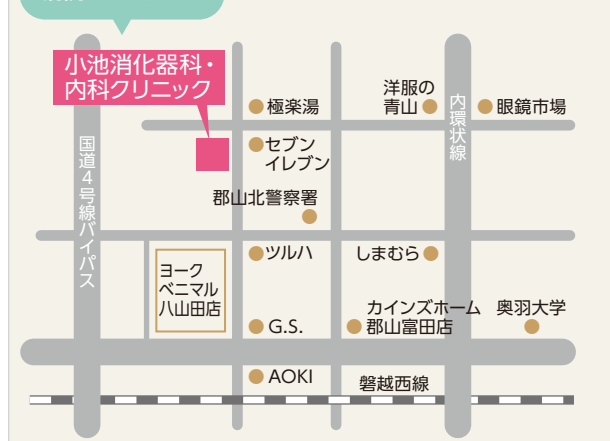 小池消化器科・
内科クリニック
極楽湯
洋服の
青山
内環状線
眼鏡市場
国道4号線バイパス
セブン
イレブン
郡山北警察署
ツルハ
しまむら
ヨーク
ベニマル
八山田店
G.S.
カインズホーム
郡山富田店
奥羽大学
AOKI
磐越西線